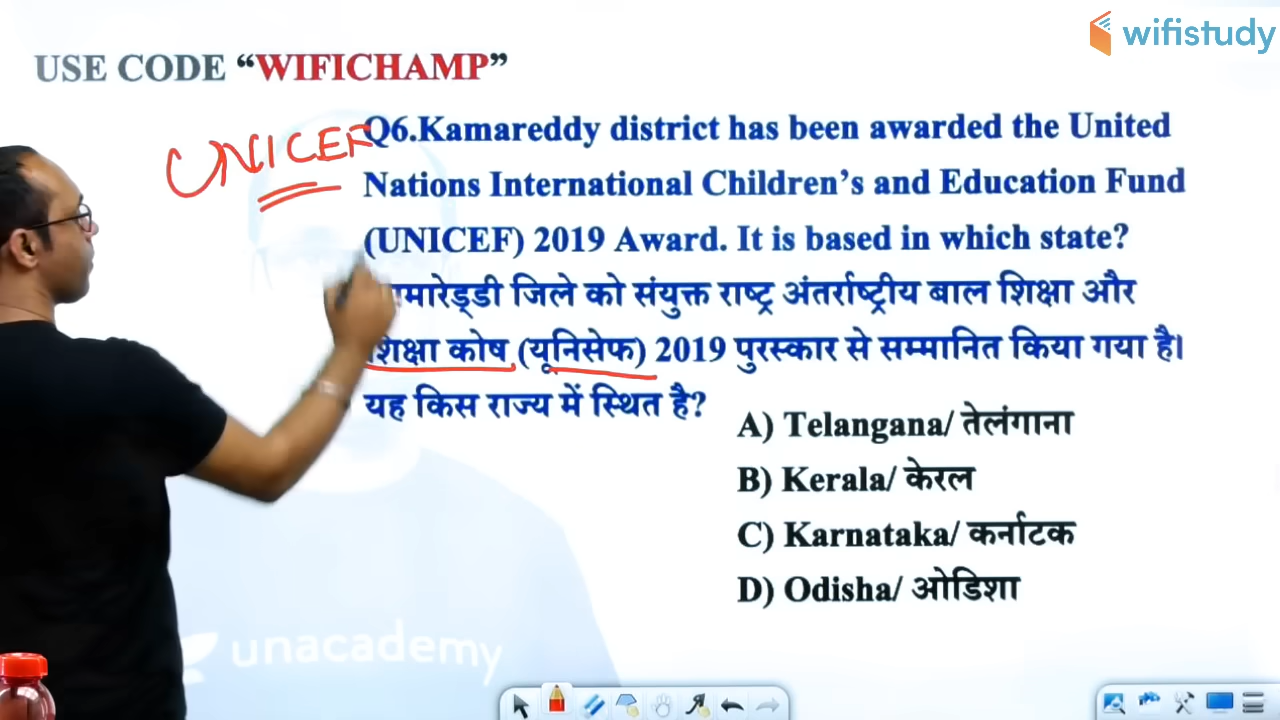 wifistudy
USE CODE “WIFICHAMP”
UNICEF
Q6.Kamareddy district has been awarded the United
Nations International Children’s and Education Fund
(UNICEF) 2019 Award. It is based in which state?
जिले को संयुक्त राष्ट्र अंतर्राष्ट्रीय बाल शिक्षा और
शिक्षा कोष (यूनिसेफ) 2019 पुरस्कार से सम्मानित किया गया है।
यह किस राज्य में स्थित है?
A) Telangana/ तेलंगाना
B) Kerala/ केरल
C) Karnataka/ कर्नाटक
D) Odisha/ ओडिशा
unacademy